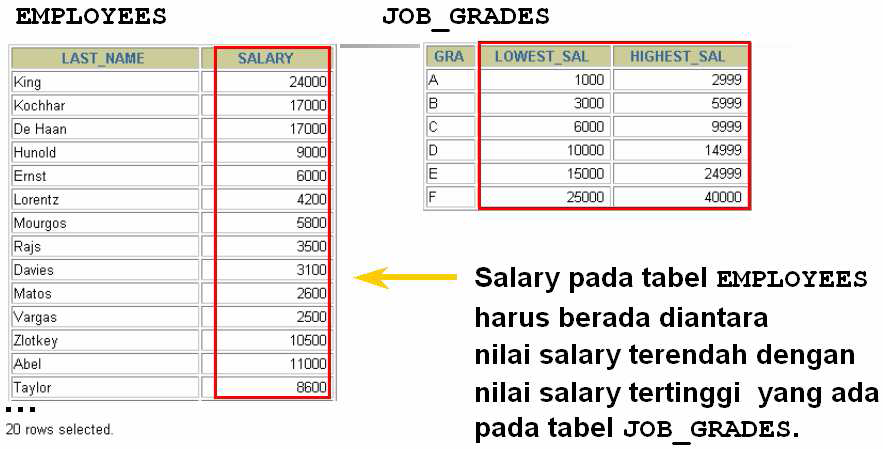 EMPLOYEES JOB_GRADES
LAST_NAME SALARY
King 24000
Kochhar 17000
De Haan 17000
Hunold 9000
Ernst 6000
Lorentz 4200
Mourgos 5800
Rajs 3500
Davies 3100
Matos 2600
Vargas 2500
Zlotkey 10500
Abel 11000
Taylor 8600
...
20 rows selected.
GRA LOWEST_SAL HIGHEST_SAL
A 1000 2999
B 3000 5999
C 6000 9999
D 10000 14999
E 15000 24999
F 25000 40000
Salary pada tabel EMPLOYEES
harus berada diantara
nilai salary terendah dengan
nilai salary tertinggi yang ada
pada tabel JOB_GRADES.